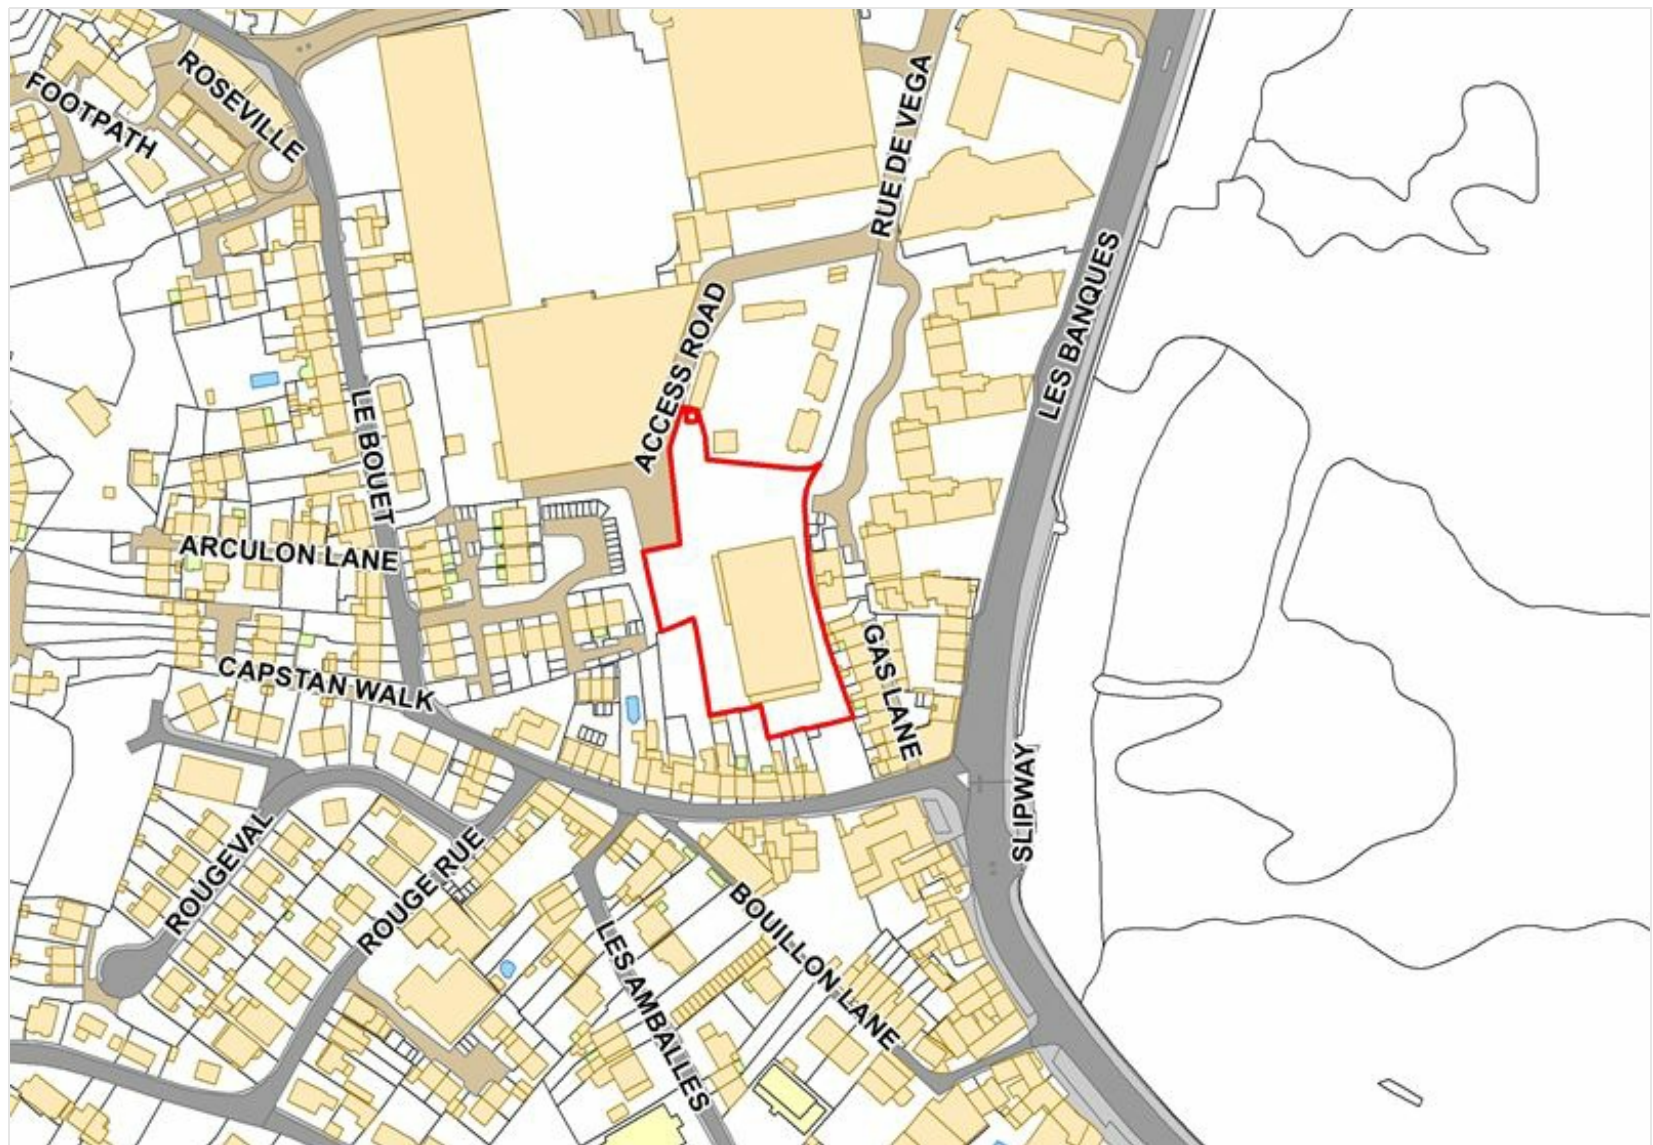 ROSEVILLE
FOOTPATH
RUE DE VEGA
LES BANQUES
ACCESS ROAD
LE BOUET
ARCULON LANE
CAPSTAN WALK
GAS LANE
SLIPWAY
ROUGEVAL
ROUGE RUE
BOUILLON LANE
LES AMBALLES